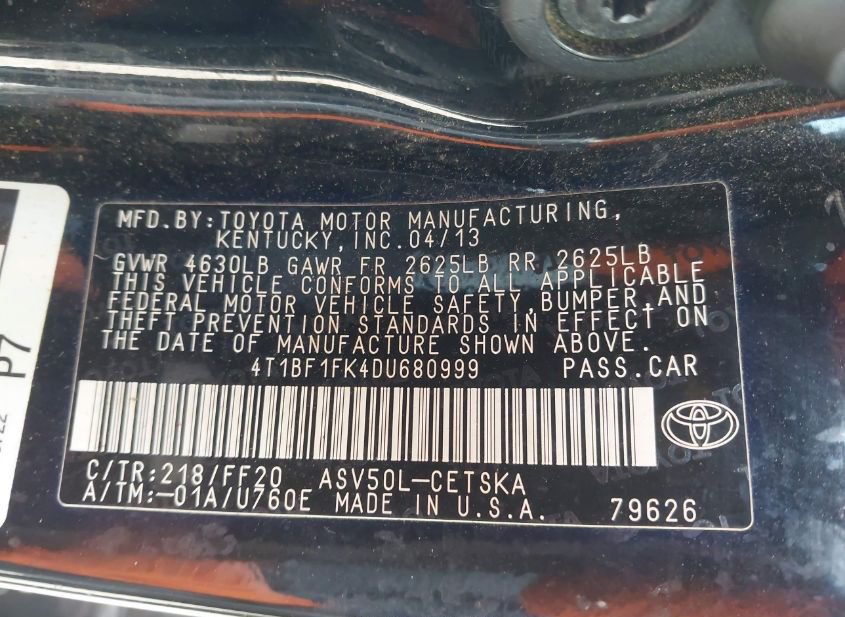 MFD.BY:TOYOTA MOTOR MANUFACTURING,
KENTUCKY,INC.04/13
GVWR 4630LB GAWR FR 2625LB RR 2625LB
THIS VEHICLE CONFORMS TO ALL APPLICABLE
FEDERAL MOTOR VEHICLE SAFETY,BUMPER,AND
THEFT PREVENTION STANDARDS IN EFFECT ON
THE DATE OF MANUFACTURE SHOWN ABOVE.
4T1BF1FK4DU680999 PASS.CAR
C/TR:218/FF20 ASV50L-CETSKA
A/TM:-01A/U760E MADE IN U.S.A. 79626
P7